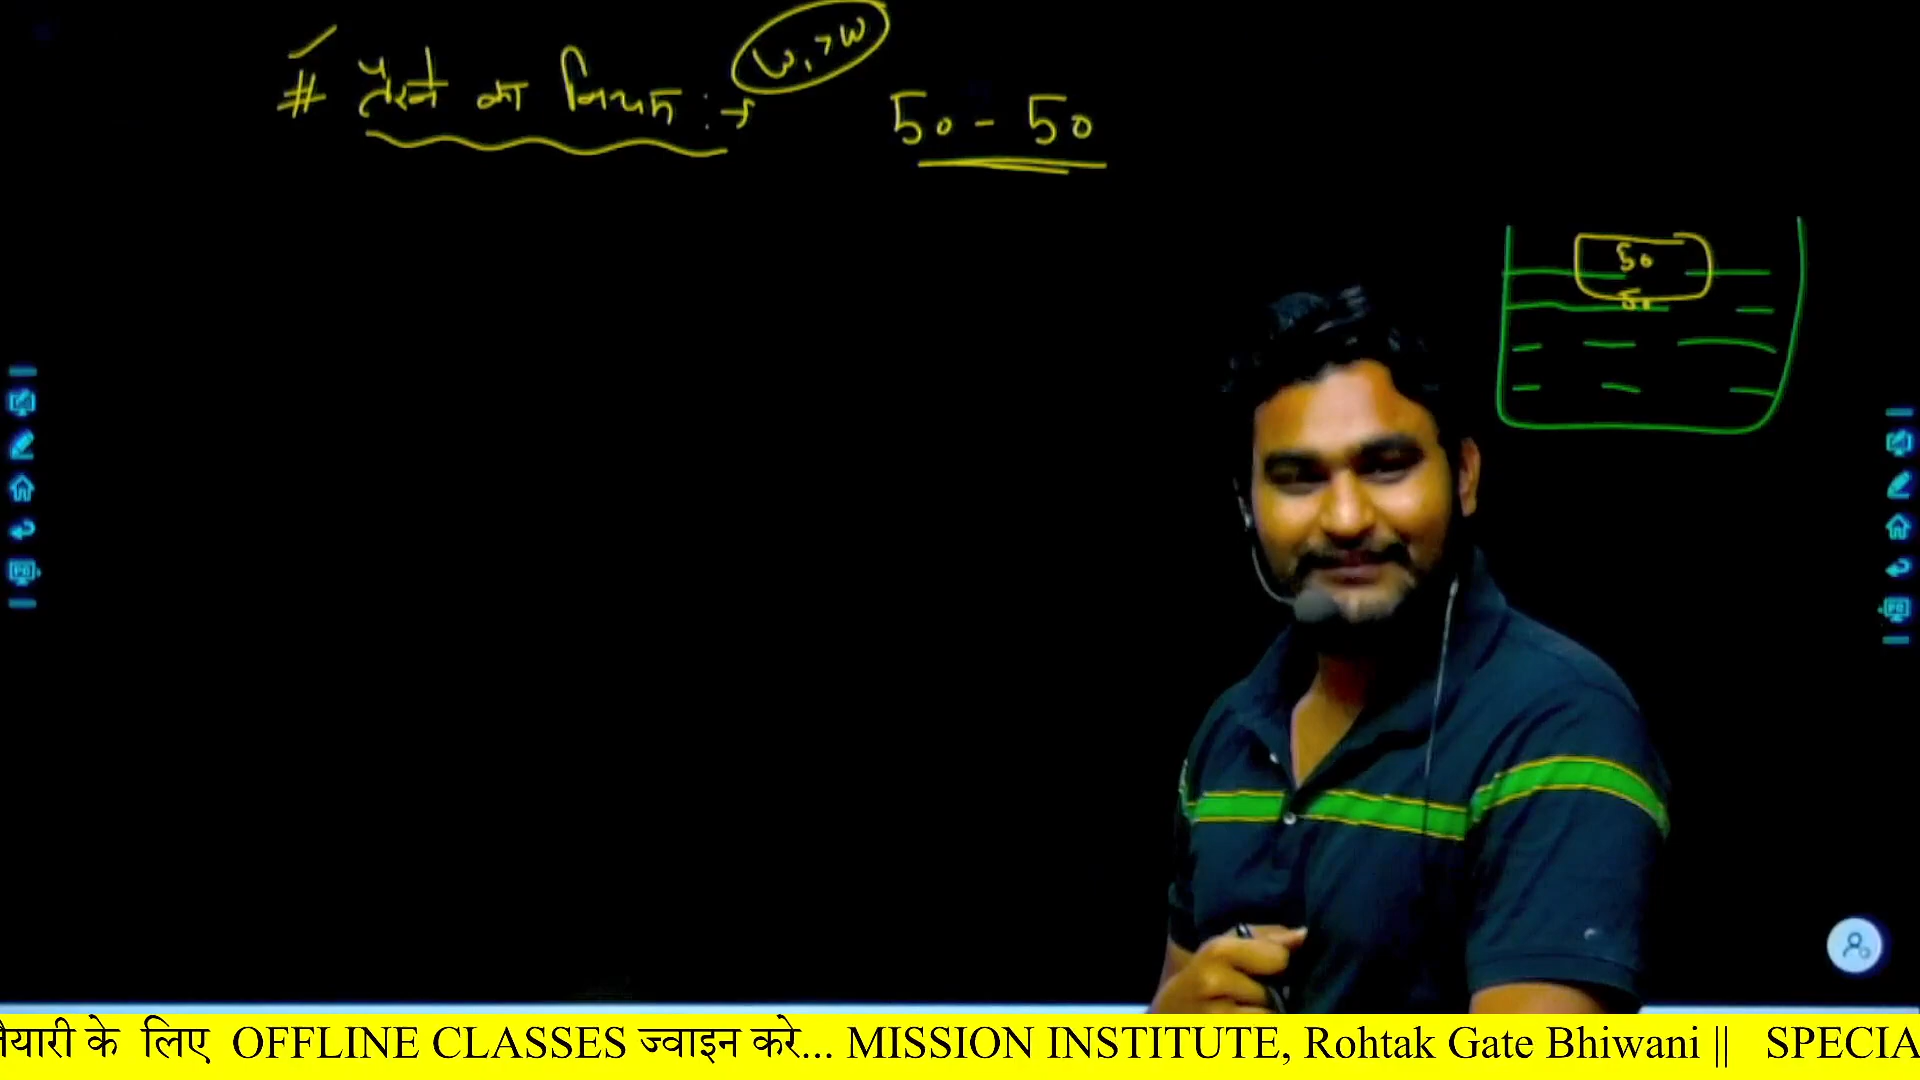 # तैरने का नियम :→ W₁ > W
50 - 50
50
50
तैयारी के लिए OFFLINE CLASSES ज्वाइन करे... MISSION INSTITUTE, Rohtak Gate Bhiwani || SPECIA